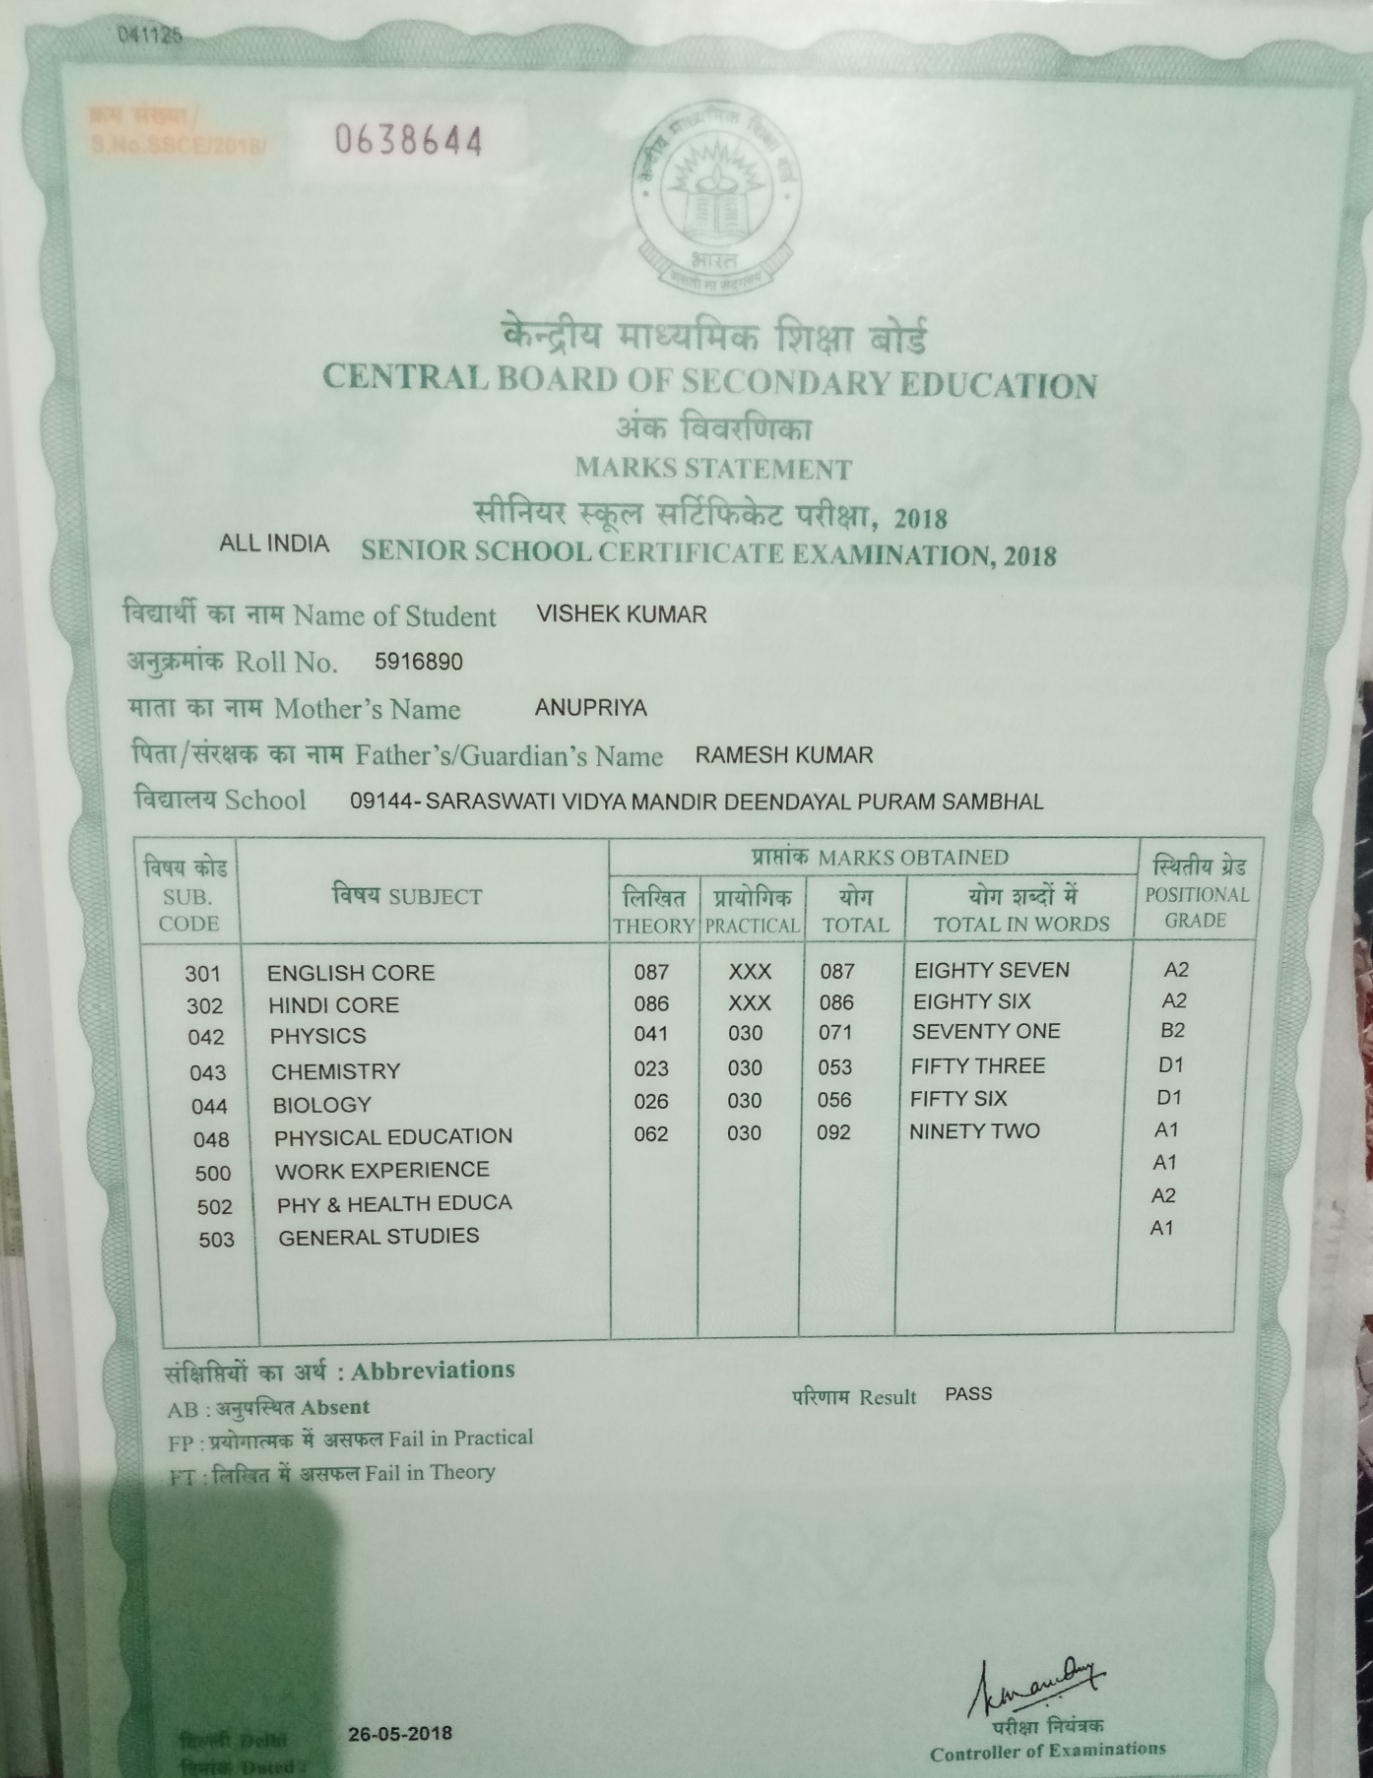 041126
क्रम संख्या/
S.No.SSCE/2018/
0638644
केन्द्रीय माध्यमिक शिक्षा बोर्ड
भारत
केन्द्रीय माध्यमिक शिक्षा बोर्ड
CENTRAL BOARD OF SECONDARY EDUCATION
अंक विवरणिका
MARKS STATEMENT
सीनियर स्कूल सर्टिफिकेट परीक्षा, 2018
ALL INDIA SENIOR SCHOOL CERTIFICATE EXAMINATION, 2018
विद्यार्थी का नाम Name of Student VISHEK KUMAR
अनुक्रमांक Roll No. 5916890
माता का नाम Mother's Name ANUPRIYA
पिता/संरक्षक का नाम Father's/Guardian's Name RAMESH KUMAR
विद्यालय School 09144- SARASWATI VIDYA MANDIR DEENDAYAL PURAM SAMBHAL
विषय कोड SUB. CODE विषय SUBJECT प्राप्तांक MARKS OBTAINED स्थितीय ग्रेड POSITIONAL GRADE
लिखित THEORY प्रायोगिक PRACTICAL योग TOTAL योग शब्दों में TOTAL IN WORDS
301 ENGLISH CORE 087 XXX 087 EIGHTY SEVEN A2
302 HINDI CORE 086 XXX 086 EIGHTY SIX A2
042 PHYSICS 041 030 071 SEVENTY ONE B2
043 CHEMISTRY 023 030 053 FIFTY THREE D1
044 BIOLOGY 026 030 056 FIFTY SIX D1
048 PHYSICAL EDUCATION 062 030 092 NINETY TWO A1
500 WORK EXPERIENCE A1
502 PHY & HEALTH EDUCA A2
503 GENERAL STUDIES A1
संक्षिप्तियों का अर्थ : Abbreviations
AB : अनुपस्थित Absent
परिणाम Result PASS
FP : प्रयोगात्मक में असफल Fail in Practical
FT : लिखित में असफल Fail in Theory
दिल्ली Delhi
26-05-2018
दिनांक Dated :
परीक्षा नियंत्रक
Controller of Examinations